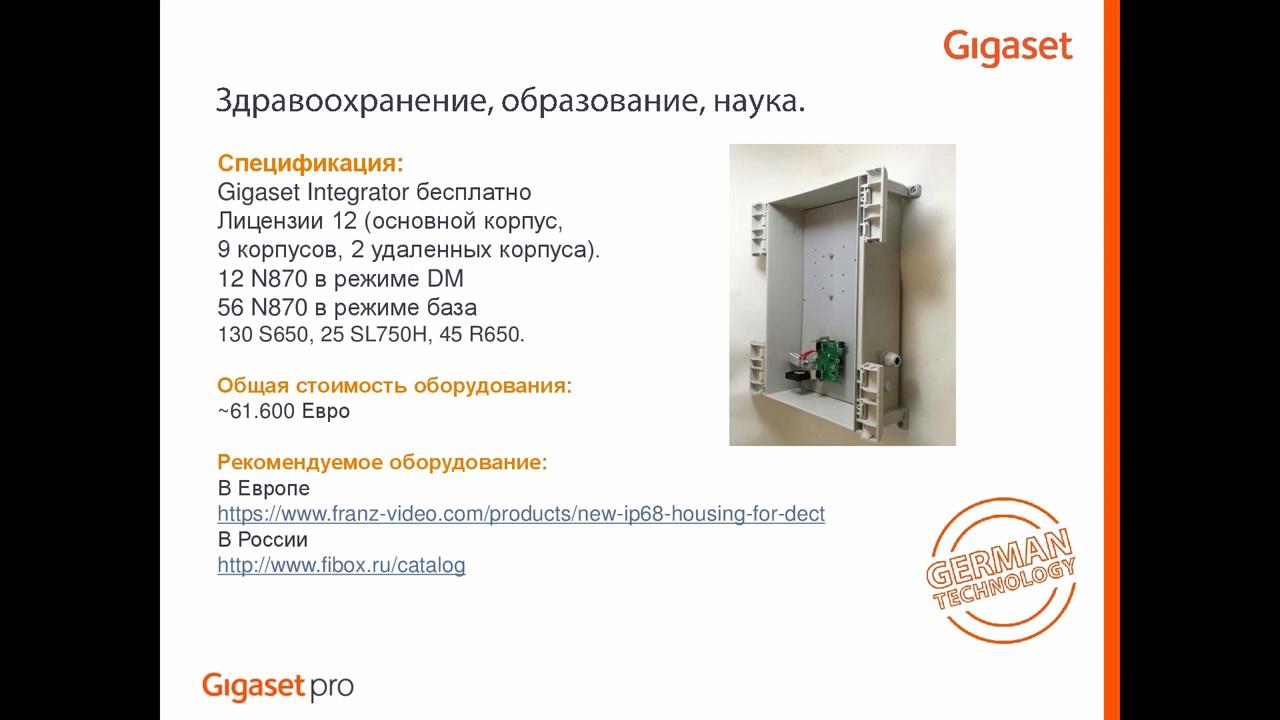 Gigaset
Здравоохранение, образование, наука.
Спецификация:
Gigaset Integrator бесплатно
Лицензии 12 (основной корпус,
9 корпусов, 2 удаленных корпуса).
12 N870 в режиме DM
56 N870 в режиме база
130 S650, 25 SL750H, 45 R650.
Общая стоимость оборудования:
~61.600 Евро
Рекомендуемое оборудование:
В Европе
https://www.franz-video.com/products/new-ip68-housing-for-dect
В России
http://www.fibox.ru/catalog
GERMAN
TECHNOLOGY
Gigaset pro